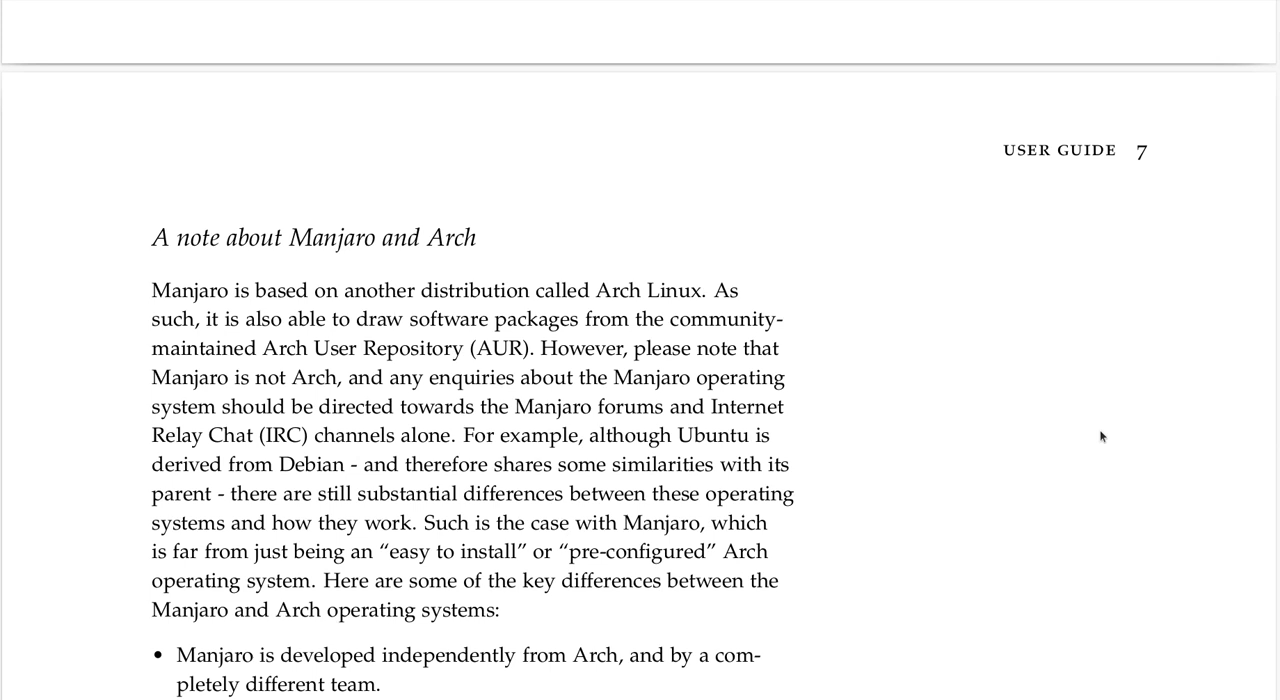 USER GUIDE 7
A note about Manjaro and Arch
Manjaro is based on another distribution called Arch Linux. As
such, it is also able to draw software packages from the community-
maintained Arch User Repository (AUR). However, please note that
Manjaro is not Arch, and any enquiries about the Manjaro operating
system should be directed towards the Manjaro forums and Internet
Relay Chat (IRC) channels alone. For example, although Ubuntu is
derived from Debian - and therefore shares some similarities with its
parent - there are still substantial differences between these operating
systems and how they work. Such is the case with Manjaro, which
is far from just being an “easy to install” or “pre-configured” Arch
operating system. Here are some of the key differences between the
Manjaro and Arch operating systems:
• Manjaro is developed independently from Arch, and by a com-
pletely different team.